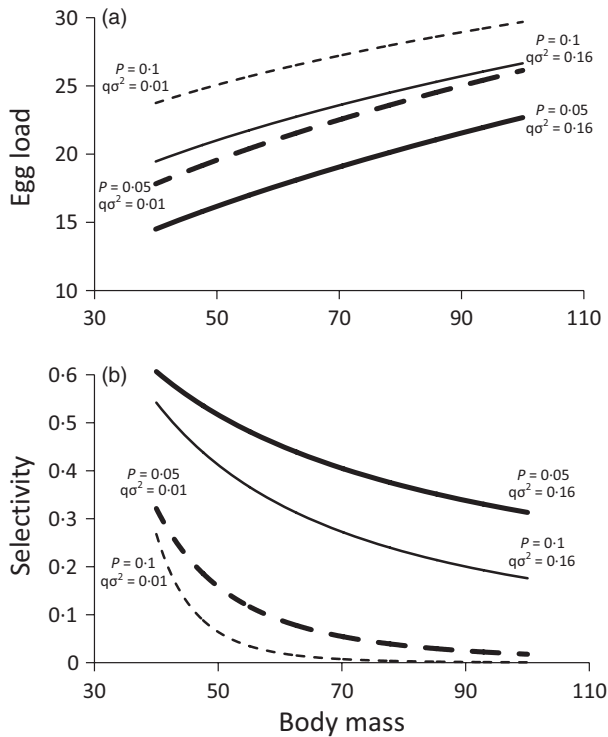 (a)
30
25
20
15
10
Egg load
P = 0·1
qσ² = 0.01
P = 0·1
qσ² = 0·16
P = 0·05
qσ² = 0.01
P = 0·05
qσ² = 0·16
30 50 70 90 110
(b)
0·6
0·5
0·4
0·3
0·2
0·1
0
Selectivity
P = 0·05
qσ² = 0.01
P = 0·05
qσ² = 0·16
P = 0·1
qσ² = 0.01
P = 0·1
qσ² = 0·16
30 50 70 90 110
Body mass